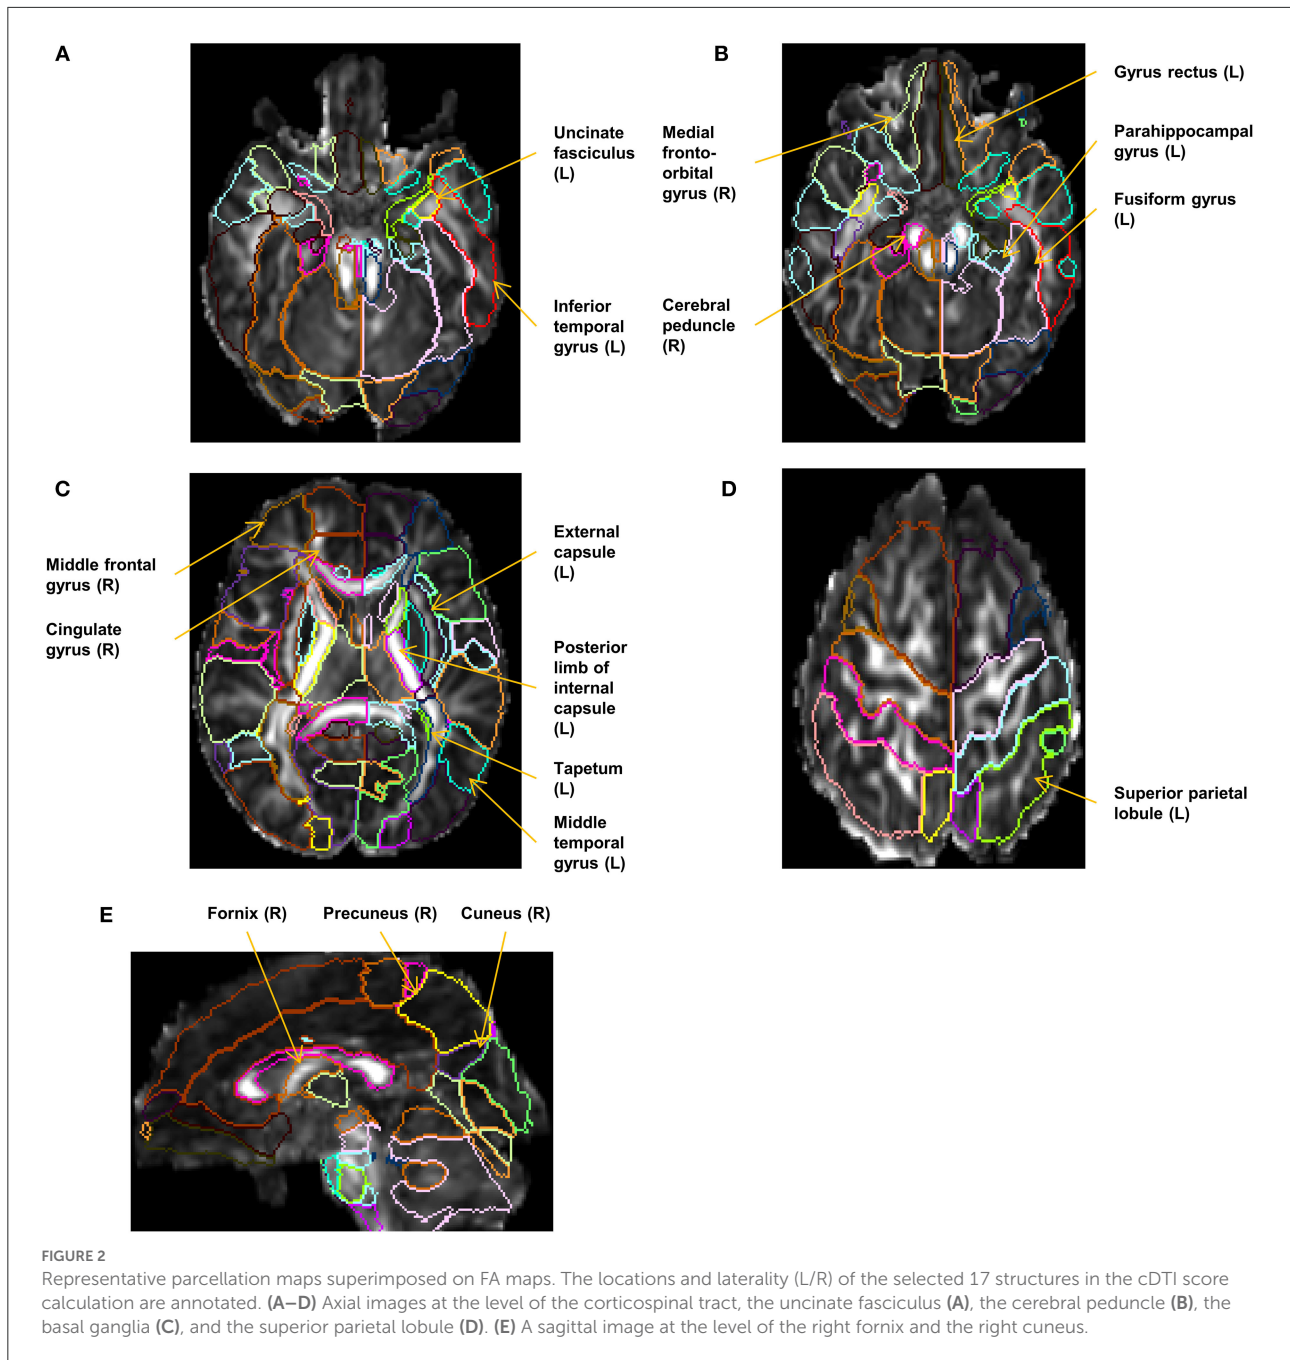 A
Uncinate
fasciculus
(L)
Inferior
temporal
gyrus (L)
B
Medial
fronto-
orbital
gyrus (R)
Cerebral
peduncle
(R)
Gyrus rectus (L)
Parahippocampal
gyrus (L)
Fusiform gyrus
(L)
C
Middle frontal
gyrus (R)
Cingulate
gyrus (R)
External
capsule
(L)
Posterior
limb of
internal
capsule
(L)
Tapetum
(L)
Middle
temporal
gyrus (L)
D
Superior parietal
lobule (L)
E
Fornix (R) Precuneus (R) Cuneus (R)
FIGURE 2
Representative parcellation maps superimposed on FA maps. The locations and laterality (L/R) of the selected 17 structures in the cDTI score
calculation are annotated. (A–D) Axial images at the level of the corticospinal tract, the uncinate fasciculus (A), the cerebral peduncle (B), the
basal ganglia (C), and the superior parietal lobule (D). (E) A sagittal image at the level of the right fornix and the right cuneus.